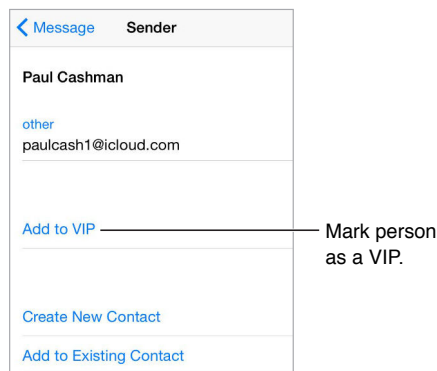 Message Sender
Paul Cashman
other
paulcash1@icloud.com
Add to VIP
Mark person
as a VIP.
Create New Contact
Add to Existing Contact